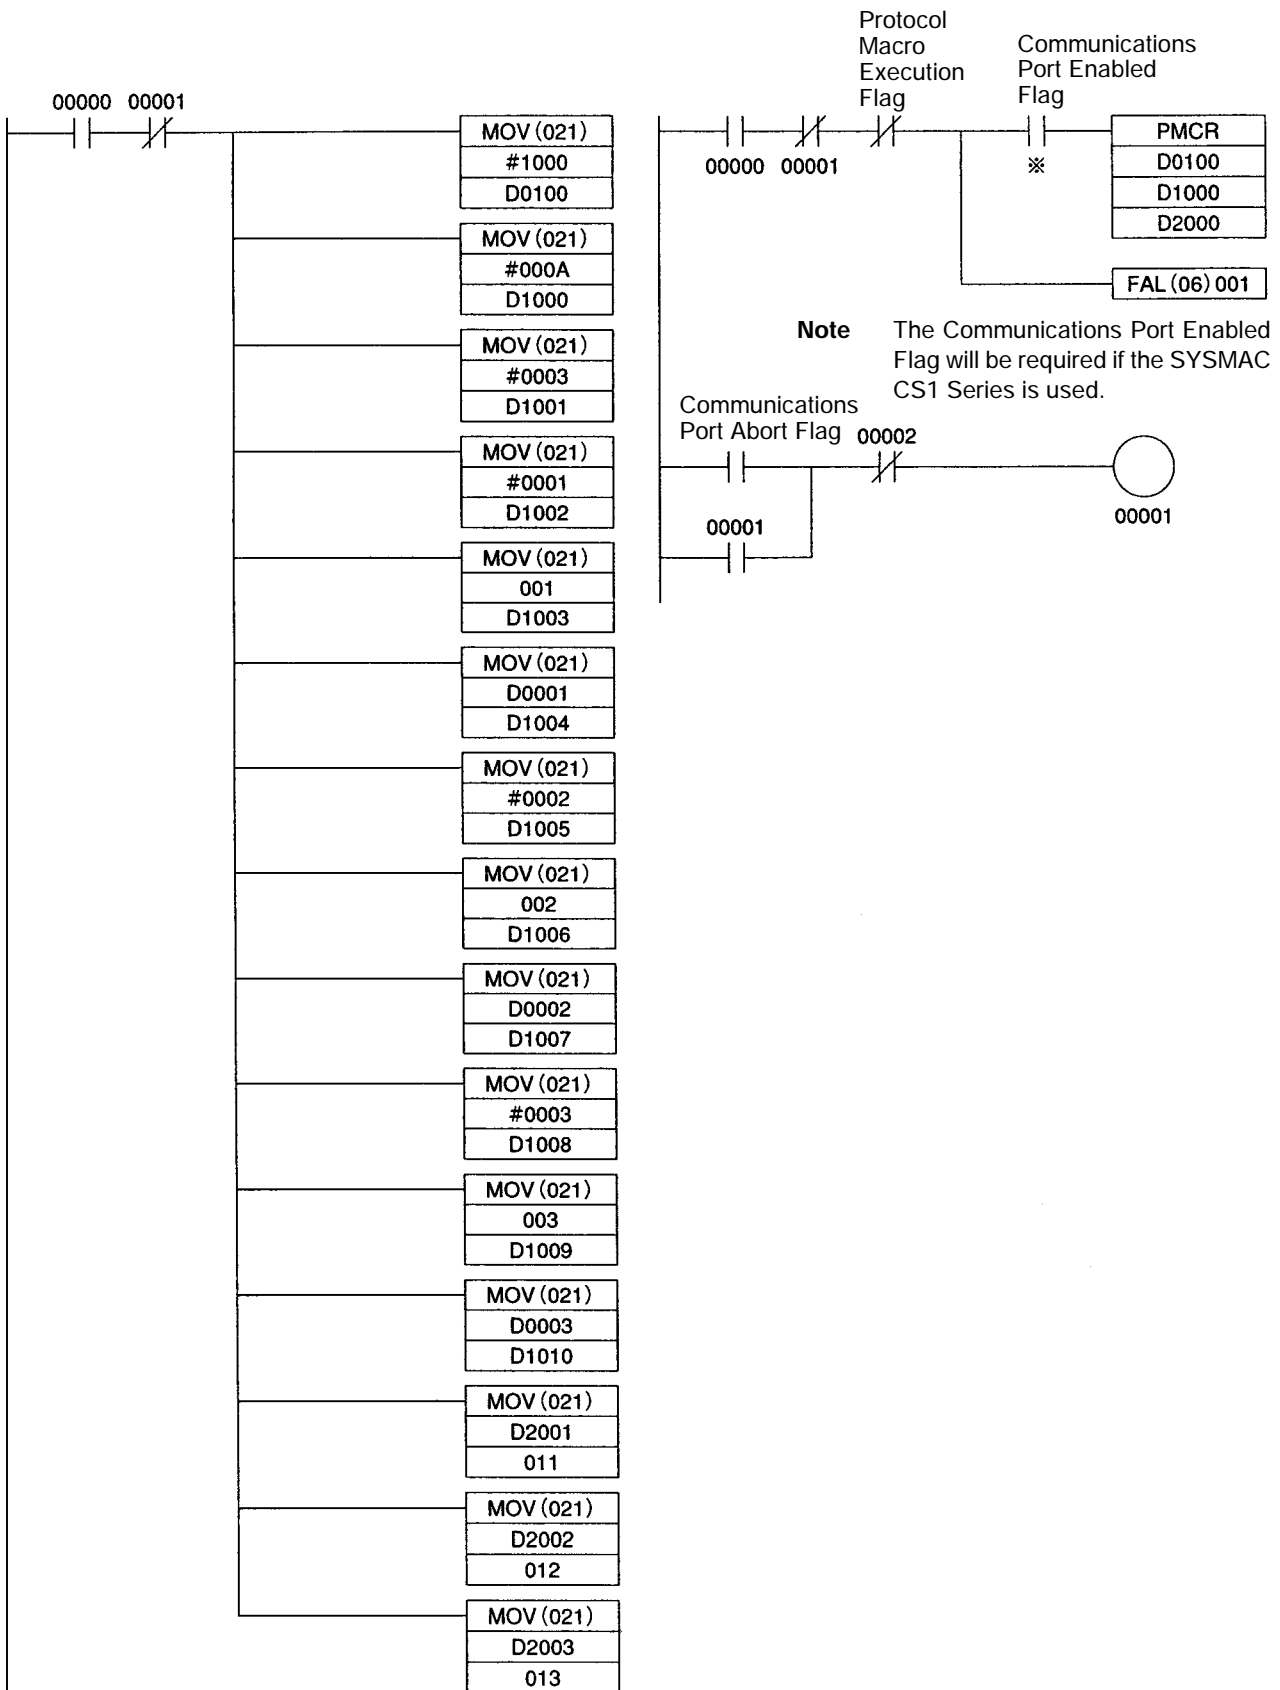 00000 00001
MOV(021)
#1000
D0100
MOV(021)
#000A
D1000
MOV(021)
#0003
D1001
MOV(021)
#0001
D1002
MOV(021)
001
D1003
MOV(021)
D0001
D1004
MOV(021)
#0002
D1005
MOV(021)
002
D1006
MOV(021)
D0002
D1007
MOV(021)
#0003
D1008
MOV(021)
003
D1009
MOV(021)
D0003
D1010
MOV(021)
D2001
011
MOV(021)
D2002
012
MOV(021)
D2003
013
Protocol
Macro
Execution
Flag
Communications
Port Enabled
Flag
00000 00001
※
PMCR
D0100
D1000
D2000
FAL(06)001
Note The Communications Port Enabled
Flag will be required if the SYSMAC
CS1 Series is used.
Communications
Port Abort Flag
00002
00001
00001